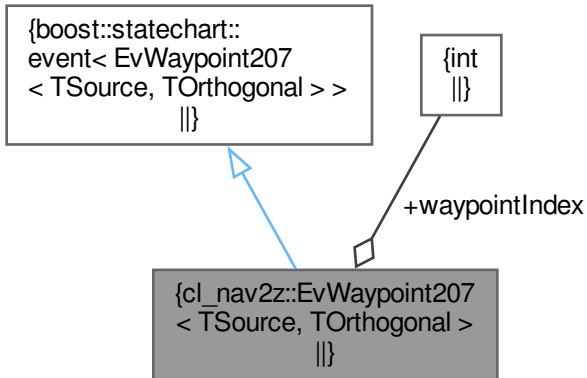 {boost::statechart::
event< EvWaypoint207
< TSource, TOrthogonal > >
||}
{int
||}
+waypointIndex
{cl_nav2z::EvWaypoint207
< TSource, TOrthogonal >
||}